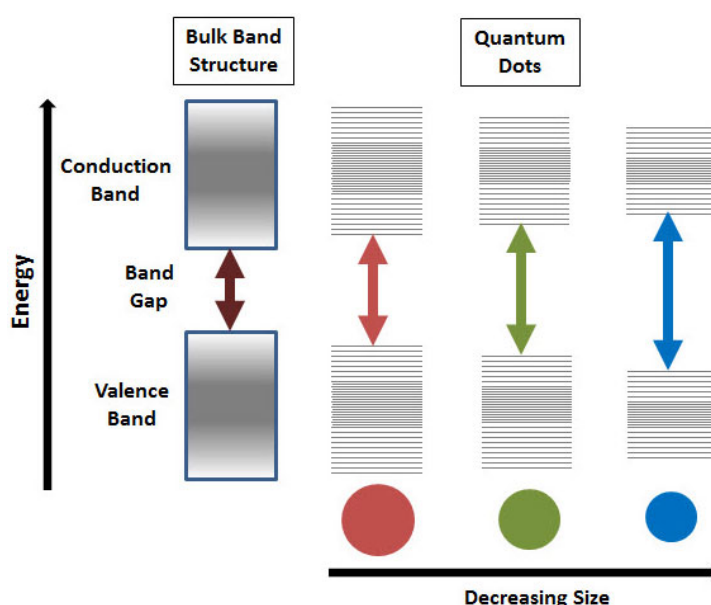 Bulk Band
Structure
Quantum
Dots
Conduction
Band
Band
Gap
Energy
Valence
Band
Decreasing Size